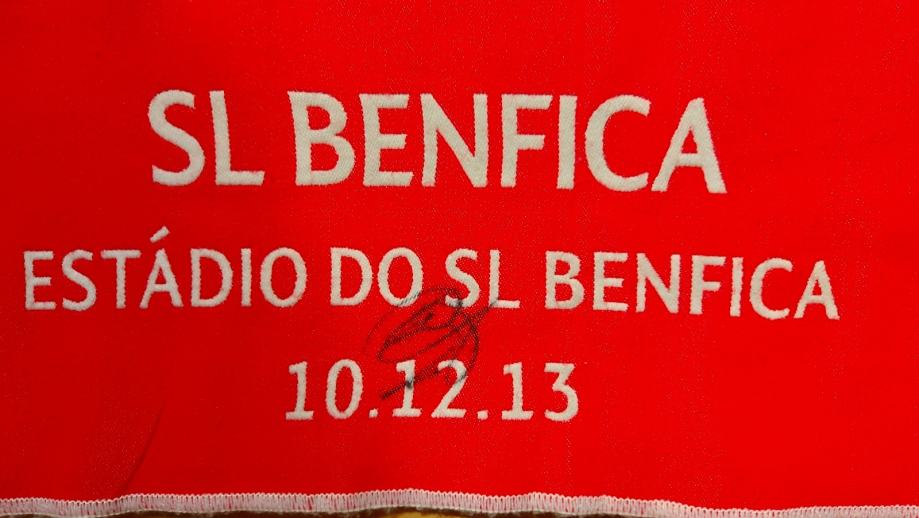 SL BENFICA
ESTÁDIO DO SL BENFICA
10.12.13